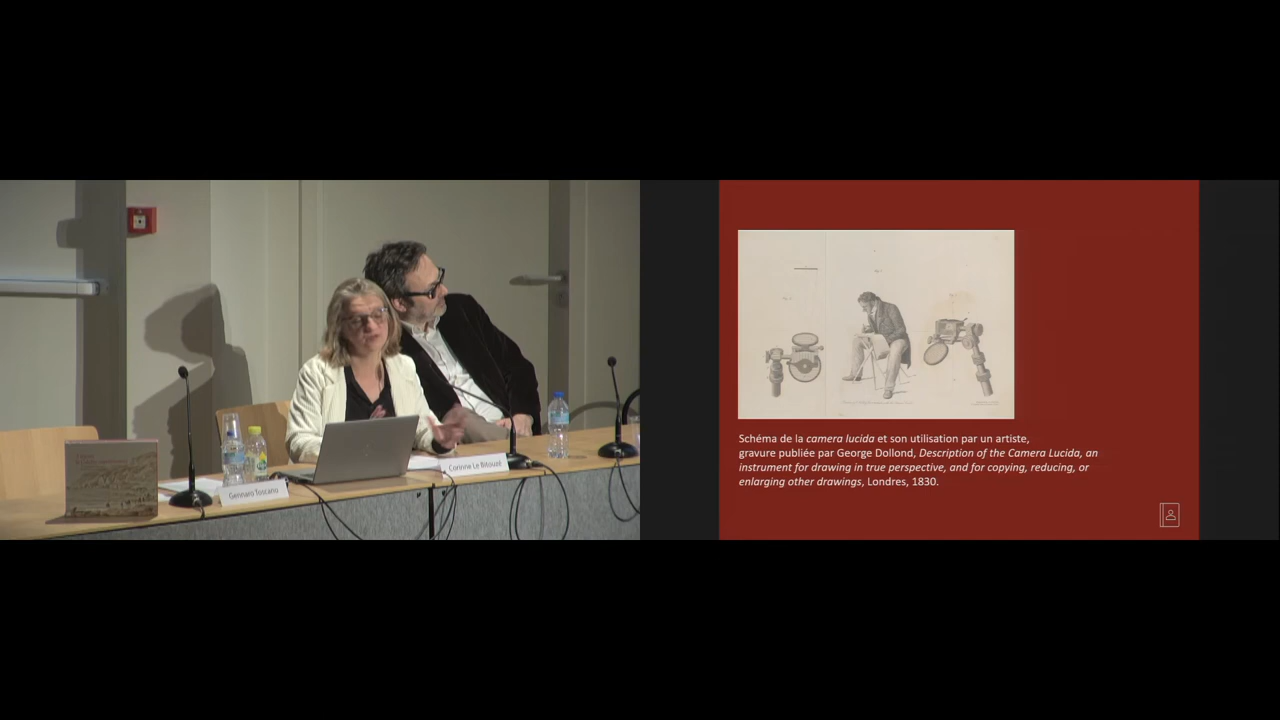 Gennaro Toscano
Corinne Le Bitouzé
Schéma de la camera lucida et son utilisation par un artiste,
gravure publiée par George Dollond, Description of the Camera Lucida, an
instrument for drawing in true perspective, and for copying, reducing, or
enlarging other drawings, Londres, 1830.